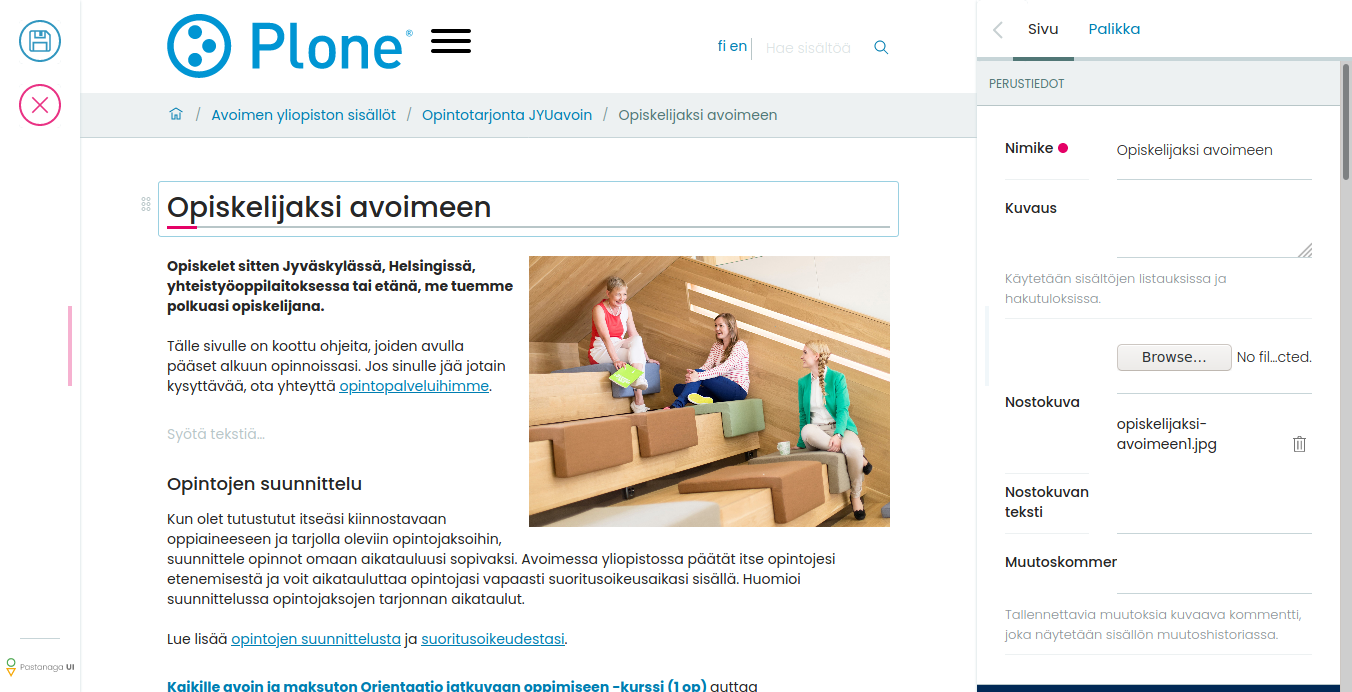 Plone®
fi en
Hae sisältöä
/ Avoimen yliopiston sisällöt / Opintotarjonta JYUavoin / Opiskelijaksi avoimeen
Opiskelijaksi avoimeen
Opiskelet sitten Jyväskylässä, Helsingissä,
yhteistyöoppilaitoksessa tai etänä, me tuemme
polkuasi opiskelijana.
Tälle sivulle on koottu ohjeita, joiden avulla
pääset alkuun opinnoissasi. Jos sinulle jää jotain
kysyttävää, ota yhteyttä opintopalveluihimme.
Syötä tekstiä...
Opintojen suunnittelu
Kun olet tutustutut itseäsi kiinnostavaan
oppiaineeseen ja tarjolla oleviin opintojaksoihin,
suunnittele opinnot omaan aikatauluusi sopivaksi. Avoimessa yliopistossa päätät itse opintojesi
etenemisestä ja voit aikatauluttaa opintojasi vapaasti suoritusoikeusaikasi sisällä. Huomioi
suunnittelussa opintojaksojen tarjonnan aikataulut.
Lue lisää opintojen suunnittelusta ja suoritusoikeudestasi.
Kaikille avoin ja maksuton Orientaatio jatkuvaan oppimiseen -kurssi (1 op) auttaa
Pastanaga UI
Sivu
Palikka
PERUSTIEDOT
Nimike
Opiskelijaksi avoimeen
Kuvaus
Käytetään sisältöjen listauksissa ja
hakutuloksissa.
Browse...
No fil...cted.
Nostokuva
opiskelijaksi-
avoimeen1.jpg
Nostokuvan
teksti
Muutoskommer
Tallennettavia muutoksia kuvaava kommentti,
joka näytetään sisällön muutoshistoriassa.